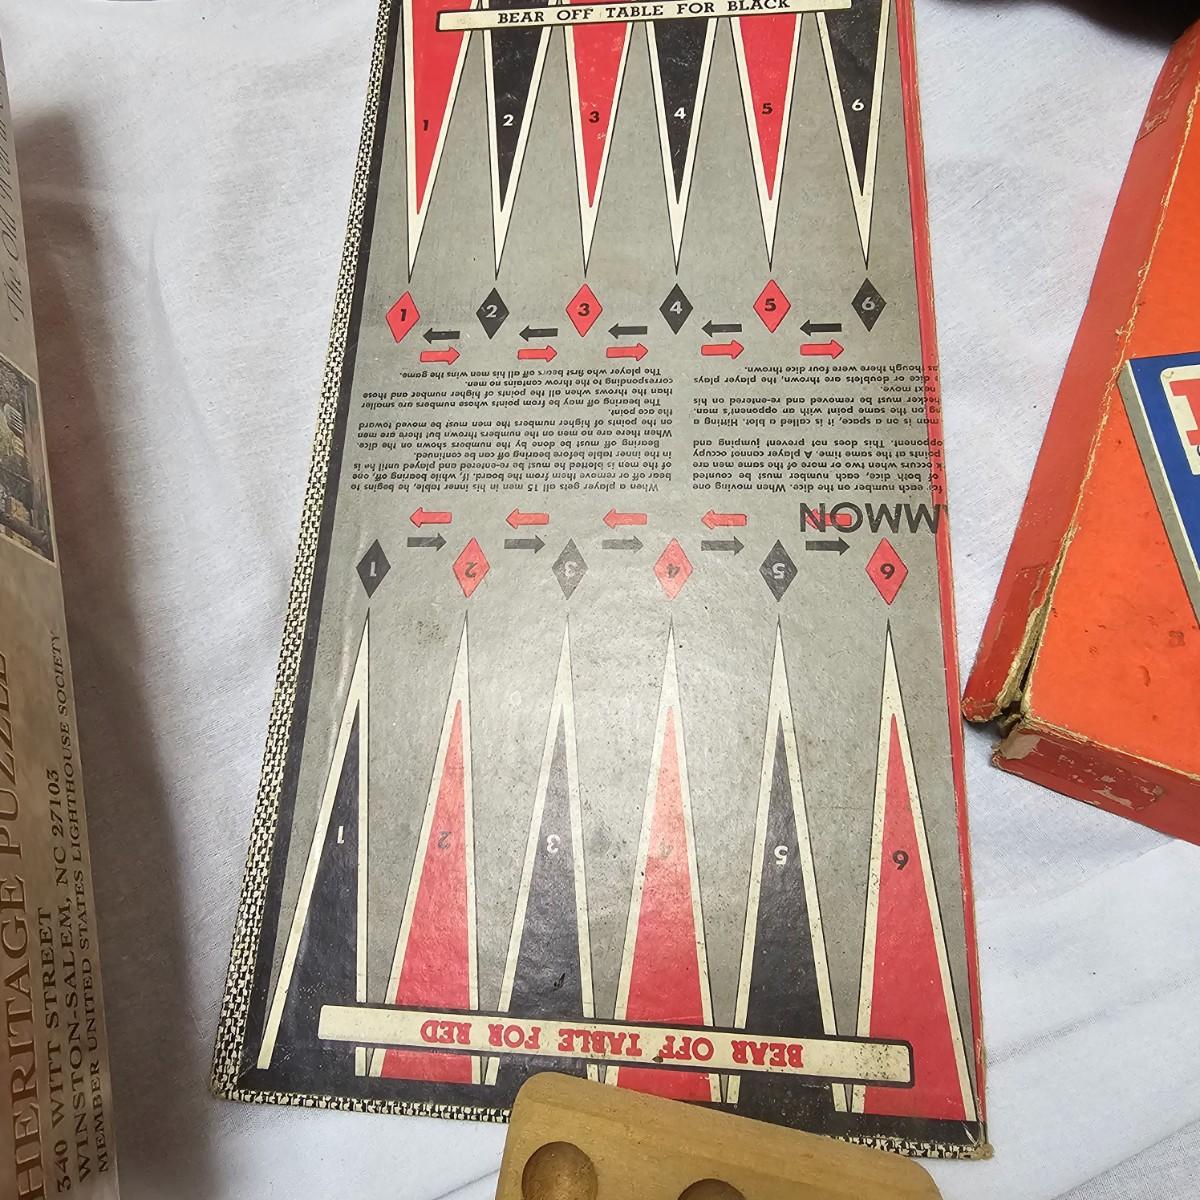 BEAR OFF TABLE FOR BLACK
1 2 3 4 5 6
1 2 3 4 5 6
MMON
for each number on the dice. When moving one
of both dice, each number must be counted
occurs when two or more of the same men are
points at the same time. A player cannot occupy
opponent. This does not prevent jumping and
man is on a space, it is called a blot. Hitting a
on the same point with an opponent's man.
must be removed and re-entered on his
next move.
dice or doublets are thrown, the player plays
as though there were four dice thrown.
When a player gets all 15 men in his inner table, he begins to
bear off or remove them from the board. If, while bearing off, one
of the men is blotted he must be re-entered and played until he is
in the inner table before bearing off can be continued.
Bearing off must be done by the numbers shown on the dice.
When there are no men on the numbers thrown but there are men
on the points of higher numbers the men must be moved toward
the ace point.
The bearing off may be from points whose numbers are smaller
than the throws when all the points of higher number and those
corresponding to the throw contains no men.
The player who first bears off all his men wins the game.
1 2 3 4 5 6
1 2 3 4 5 6
BEAR OFF TABLE FOR RED
The Old
HERITAGE PUZZLE
340 WITT STREET
WINSTON-SALEM, NC 27103
MEMBER UNITED STATES LIGHTHOUSE SOCIETY